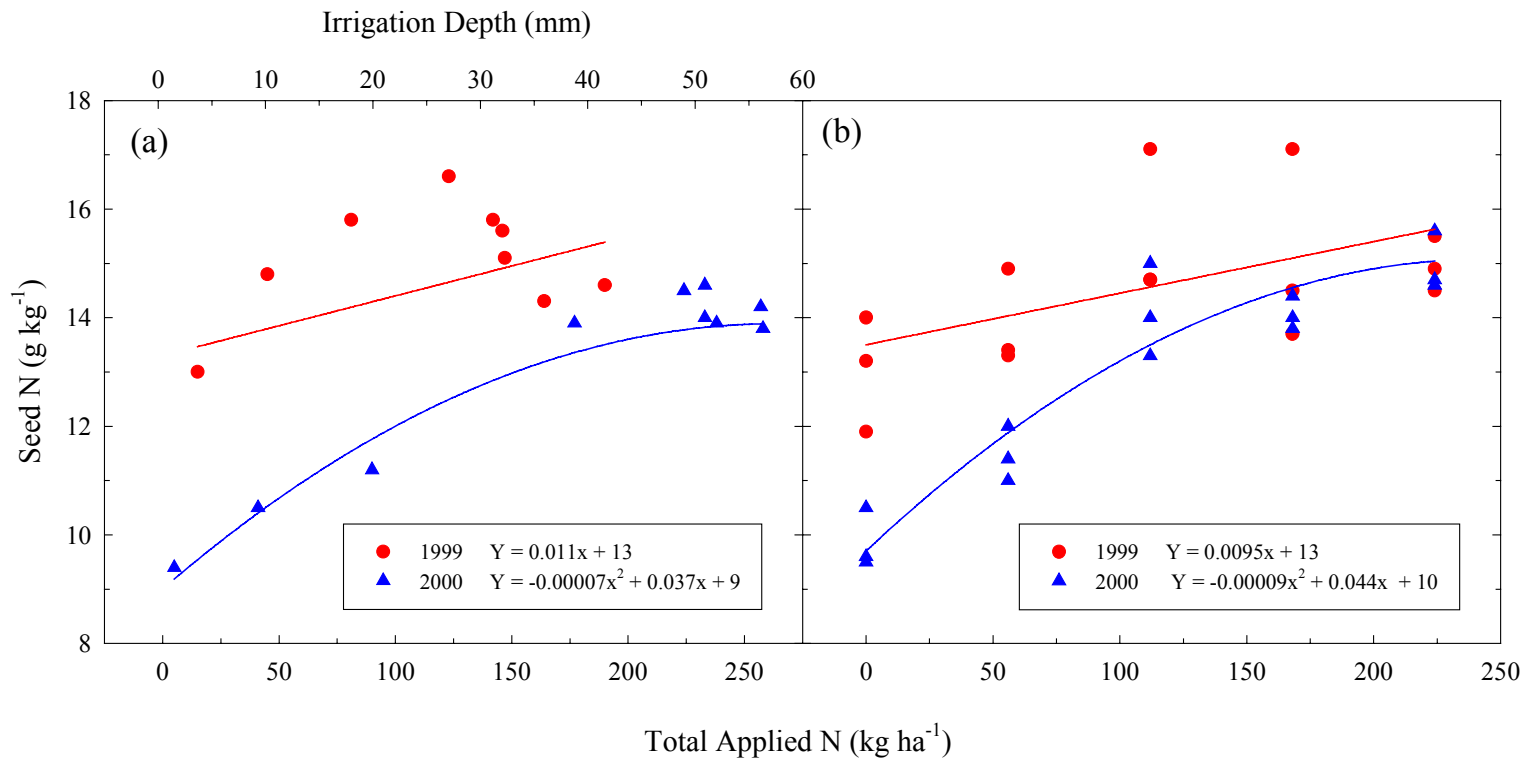 Irrigation Depth (mm)
0 10 20 30 40 50 60
(a)
(b)
18
16
14
12
10
8
Seed N (g kg⁻¹)
1999 Y = 0.011x + 13
2000 Y = -0.00007x² + 0.037x + 9
1999 Y = 0.0095x + 13
2000 Y = -0.00009x² + 0.044x + 10
0 50 100 150 200 250
0 50 100 150 200 250
Total Applied N (kg ha⁻¹)